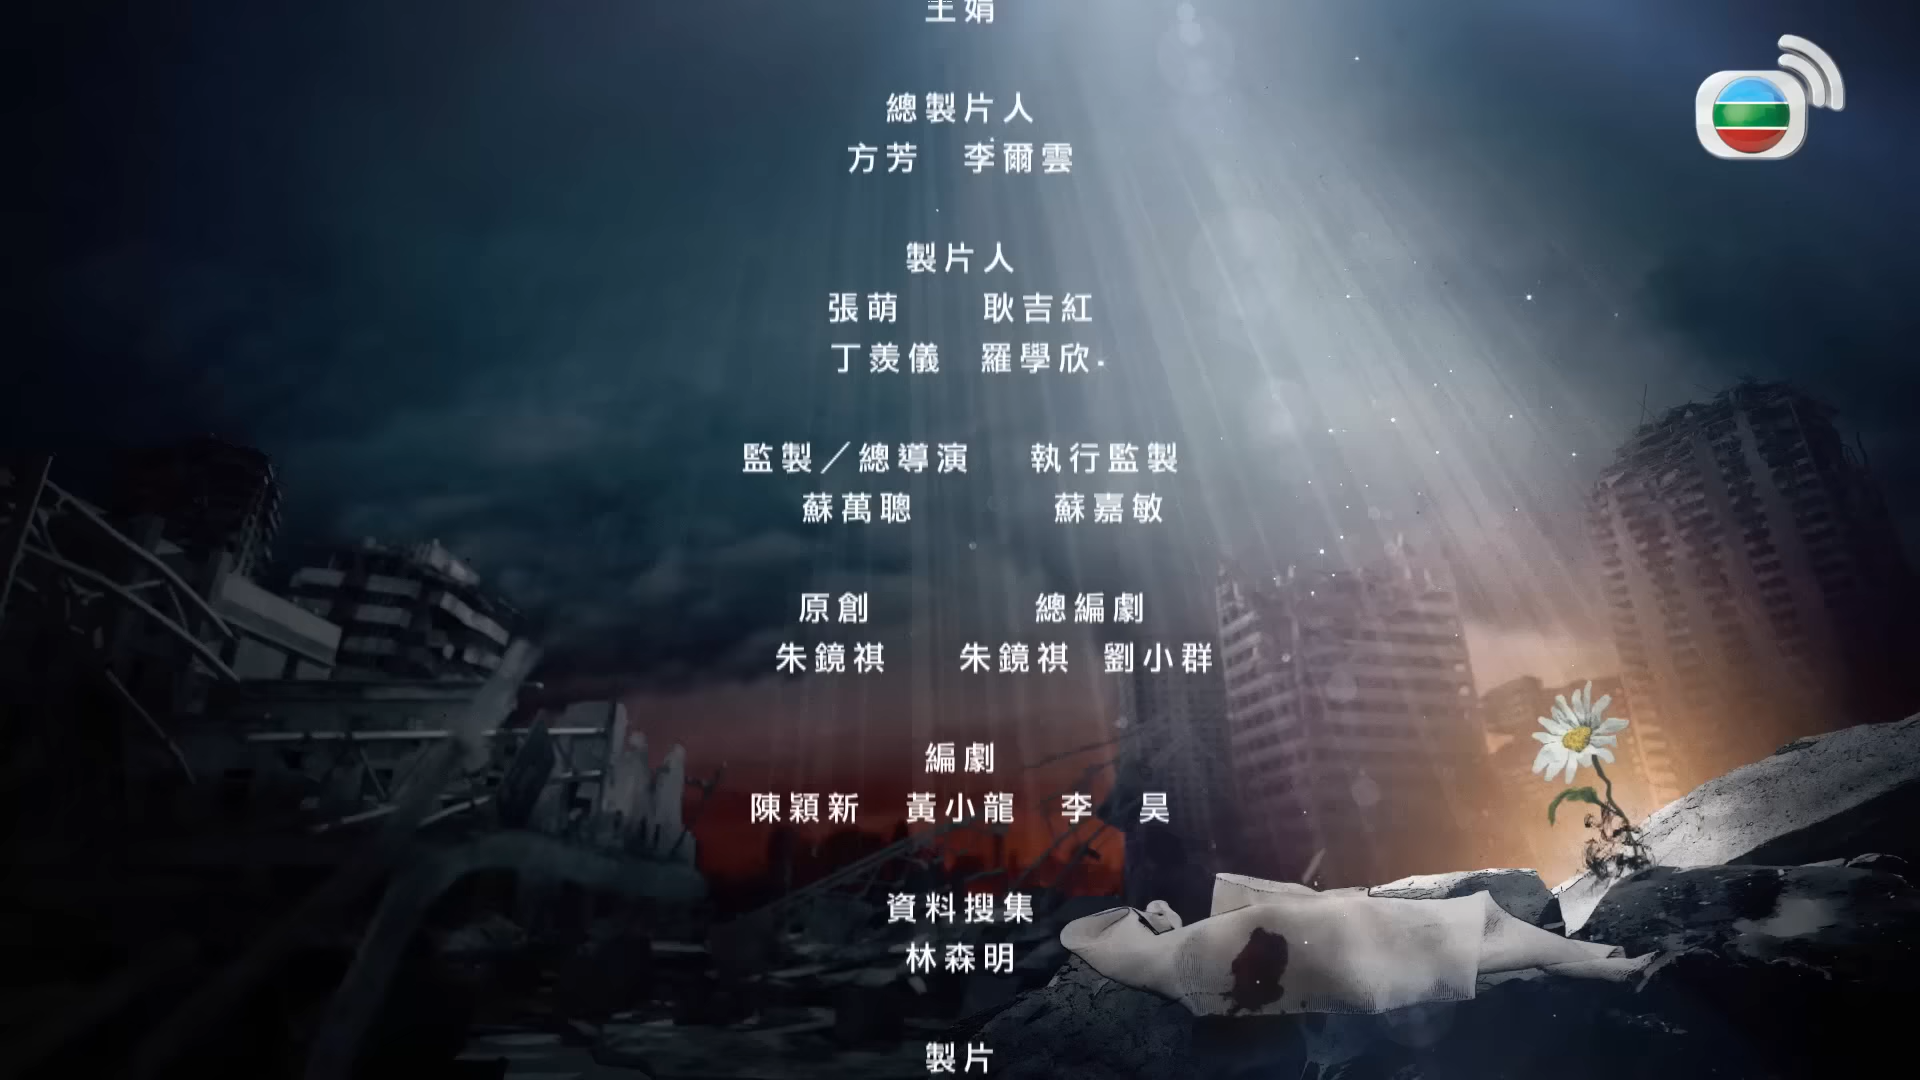 總製片人
方芳 李爾雲
製片人
張萌 耿吉紅
丁羨儀 羅學欣
監製／總導演 執行監製
蘇萬聰 蘇嘉敏
原創 總編劇
朱鏡祺 朱鏡祺 劉小群
編劇
陳穎新 黃小龍 李 昊
資料搜集
林森明
製片